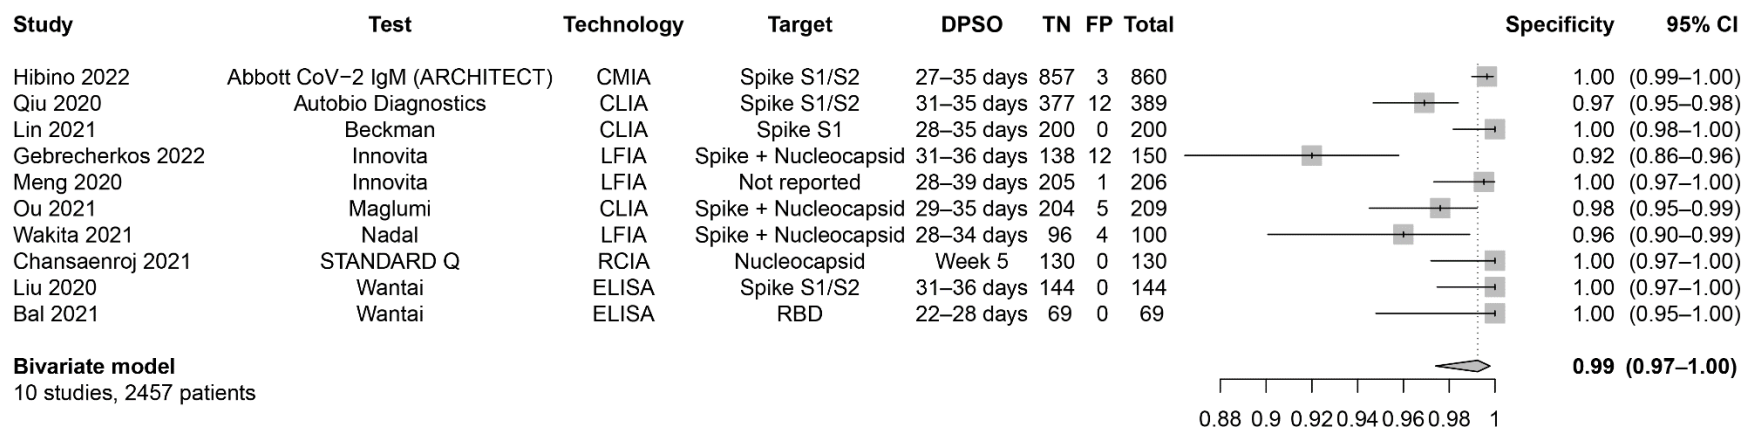 Study Test Technology Target DPSO TN FP Total Specificity 95% CI
Hibino 2022 Abbott CoV−2 IgM (ARCHITECT) CMIA Spike S1/S2 27–35 days 857 3 860 1.00 (0.99–1.00)
Qiu 2020 Autobio Diagnostics CLIA Spike S1/S2 31–35 days 377 12 389 0.97 (0.95–0.98)
Lin 2021 Beckman CLIA Spike S1 28–35 days 200 0 200 1.00 (0.98–1.00)
Gebrecherkos 2022 Innovita LFIA Spike + Nucleocapsid 31–36 days 138 12 150 0.92 (0.86–0.96)
Meng 2020 Innovita LFIA Not reported 28–39 days 205 1 206 1.00 (0.97–1.00)
Ou 2021 Maglumi CLIA Spike + Nucleocapsid 29–35 days 204 5 209 0.98 (0.95–0.99)
Wakita 2021 Nadal LFIA Spike + Nucleocapsid 28–34 days 96 4 100 0.96 (0.90–0.99)
Chansaenroj 2021 STANDARD Q RCIA Nucleocapsid Week 5 130 0 130 1.00 (0.97–1.00)
Liu 2020 Wantai ELISA Spike S1/S2 31–36 days 144 0 144 1.00 (0.97–1.00)
Bal 2021 Wantai ELISA RBD 22–28 days 69 0 69 1.00 (0.95–1.00)
Bivariate model 0.99 (0.97–1.00)
10 studies, 2457 patients
0.88 0.9 0.92 0.94 0.96 0.98 1